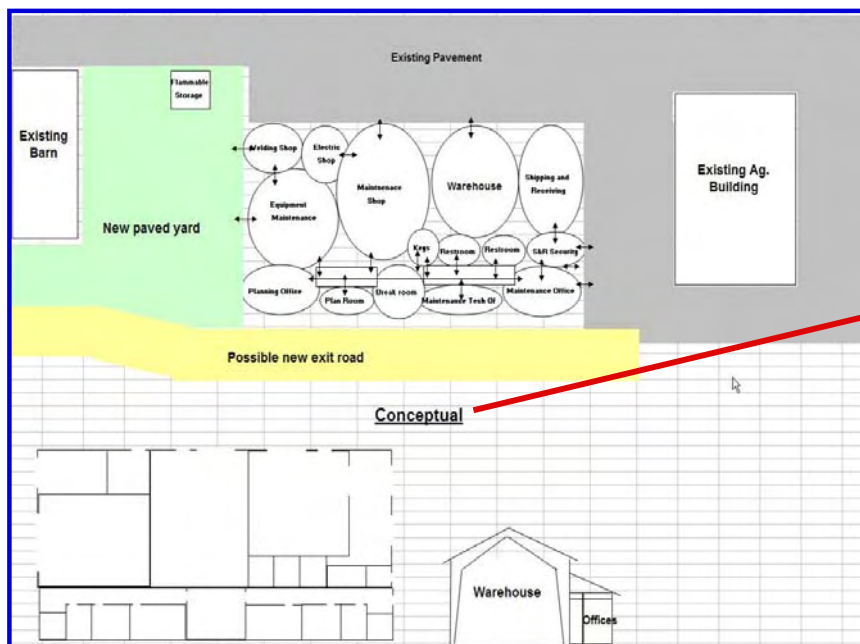 Existing Pavement
Flammable
Storage
Existing
Barn
Welding Shop
Electric
Shop
Maintnenace
Shop
Warehouse
Shipping and
Receiving
Existing Ag.
Building
Equipment
Maintenance
New paved yard
Keys
Restroom
Restroom
S&R Security
Planning Office
Plan Room
Break room
Maintenance Tech Of
Maintenance Office
Possible new exit road
Conceptual
Warehouse
Offices